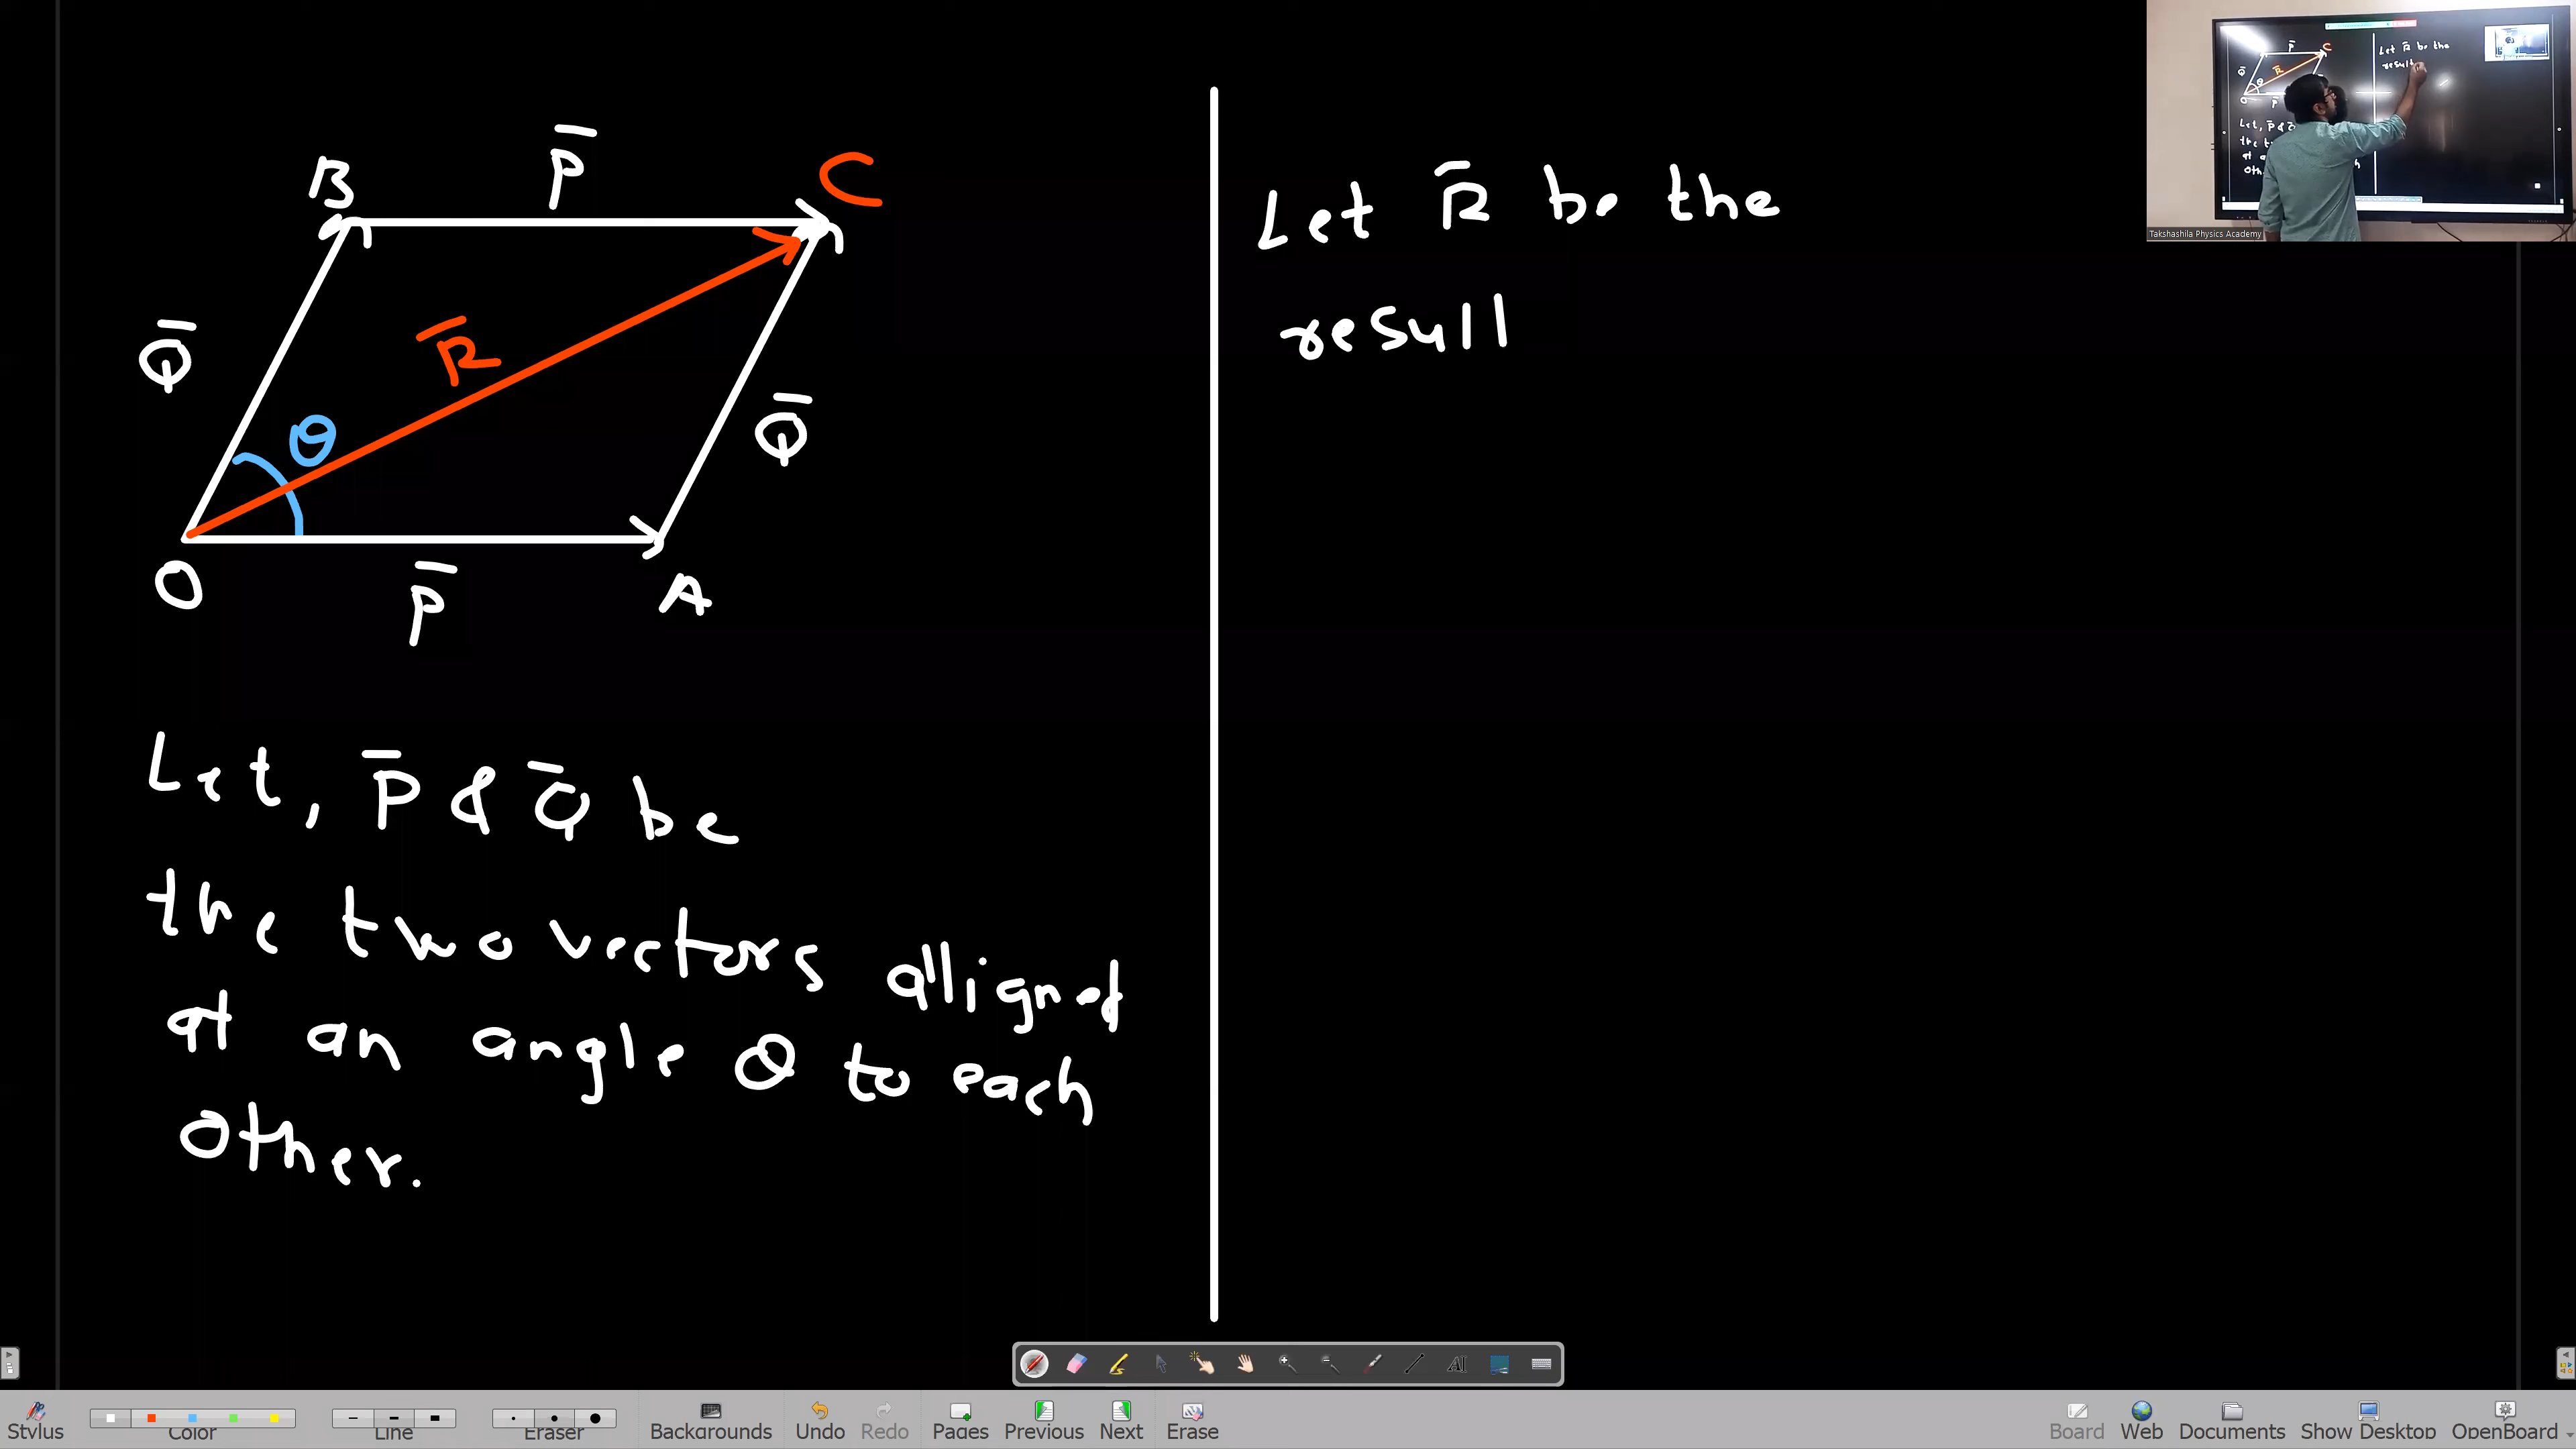 B
P̄
C
Q̄
R̄
θ
Q̄
O
P̄
A
Let, P̄ & Q̄ be
the two vectors alligned
at an angle θ to each
other.
Let R̄ be the
resull
Takshashila Physics Academy
Stylus
Color
Line
Eraser
Backgrounds
Undo
Redo
Pages
Previous
Next
Erase
Board
Web
Documents
Show Desktop
OpenBoard